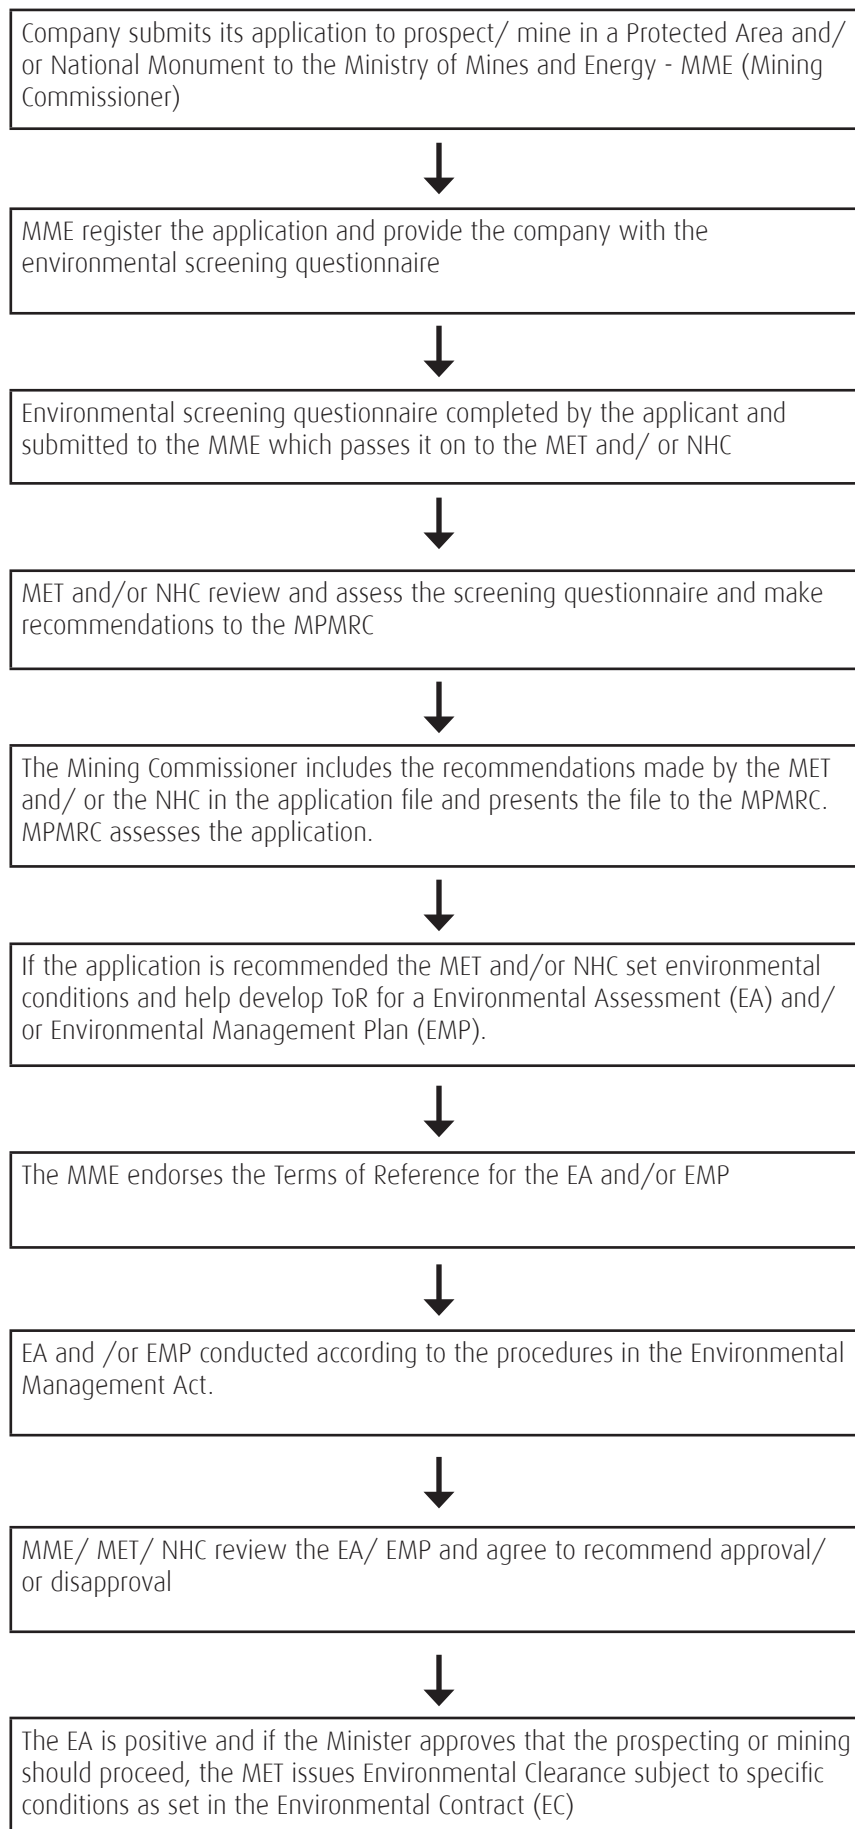 Company submits its application to prospect/ mine in a Protected Area and/
or National Monument to the Ministry of Mines and Energy - MME (Mining
Commissioner)
MME register the application and provide the company with the
environmental screening questionnaire
Environmental screening questionnaire completed by the applicant and
submitted to the MME which passes it on to the MET and/ or NHC
MET and/or NHC review and assess the screening questionnaire and make
recommendations to the MPMRC
The Mining Commissioner includes the recommendations made by the MET
and/ or the NHC in the application file and presents the file to the MPMRC.
MPMRC assesses the application.
If the application is recommended the MET and/or NHC set environmental
conditions and help develop ToR for a Environmental Assessment (EA) and/
or Environmental Management Plan (EMP).
The MME endorses the Terms of Reference for the EA and/or EMP
EA and /or EMP conducted according to the procedures in the Environmental
Management Act.
MME/ MET/ NHC review the EA/ EMP and agree to recommend approval/
or disapproval
The EA is positive and if the Minister approves that the prospecting or mining
should proceed, the MET issues Environmental Clearance subject to specific
conditions as set in the Environmental Contract (EC)